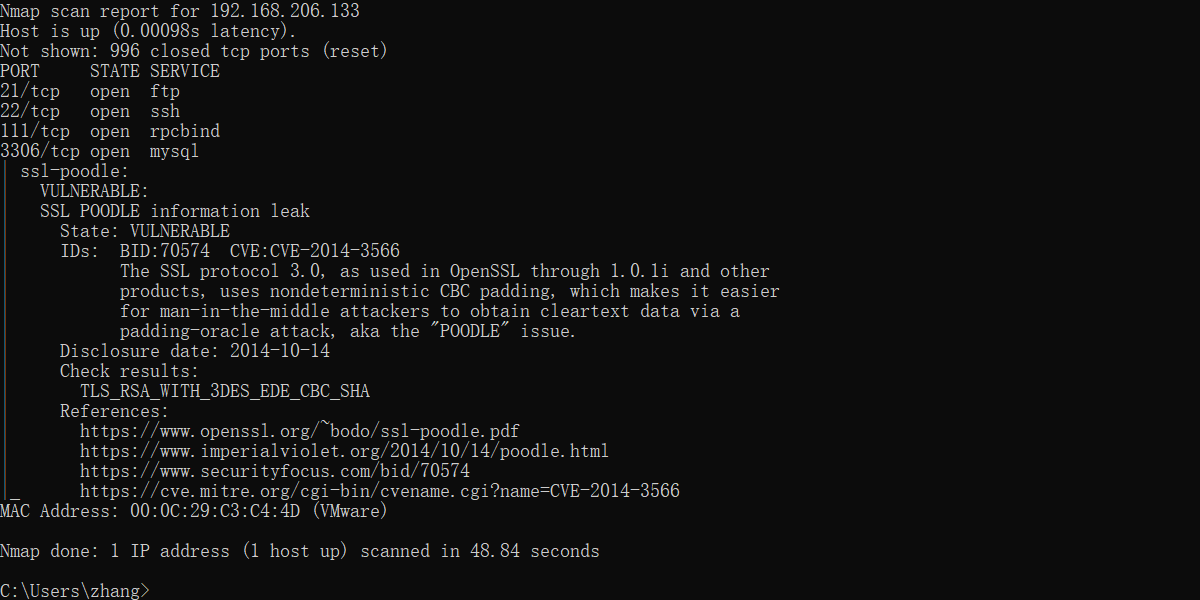 Nmap scan report for 192.168.206.133
Host is up (0.00098s latency).
Not shown: 996 closed tcp ports (reset)
PORT     STATE SERVICE
21/tcp   open  ftp
22/tcp   open  ssh
111/tcp  open  rpcbind
3306/tcp open  mysql
| ssl-poodle:
|   VULNERABLE:
|   SSL POODLE information leak
|     State: VULNERABLE
|     IDs:  BID:70574  CVE:CVE-2014-3566
|           The SSL protocol 3.0, as used in OpenSSL through 1.0.1i and other
|           products, uses nondeterministic CBC padding, which makes it easier
|           for man-in-the-middle attackers to obtain cleartext data via a
|           padding-oracle attack, aka the "POODLE" issue.
|     Disclosure date: 2014-10-14
|     Check results:
|       TLS_RSA_WITH_3DES_EDE_CBC_SHA
|     References:
|       https://www.openssl.org/~bodo/ssl-poodle.pdf
|       https://www.imperialviolet.org/2014/10/14/poodle.html
|       https://www.securityfocus.com/bid/70574
|_      https://cve.mitre.org/cgi-bin/cvename.cgi?name=CVE-2014-3566
MAC Address: 00:0C:29:C3:C4:4D (VMware)
Nmap done: 1 IP address (1 host up) scanned in 48.84 seconds
C:\Users\zhang>